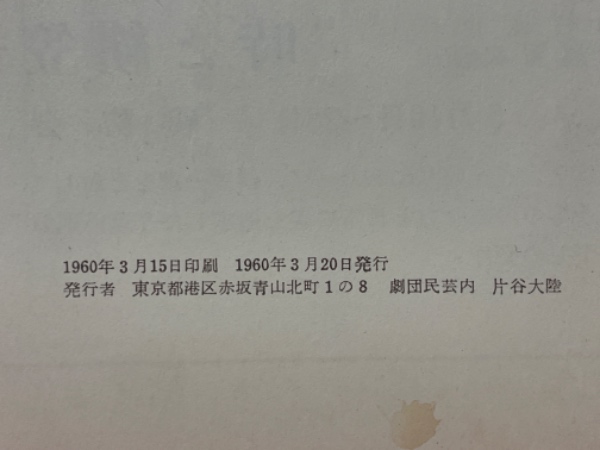 1960年3月15日印刷　1960年3月20日発行
発行者　東京都港区赤坂青山北町1の8　劇団民芸内　片谷大陸